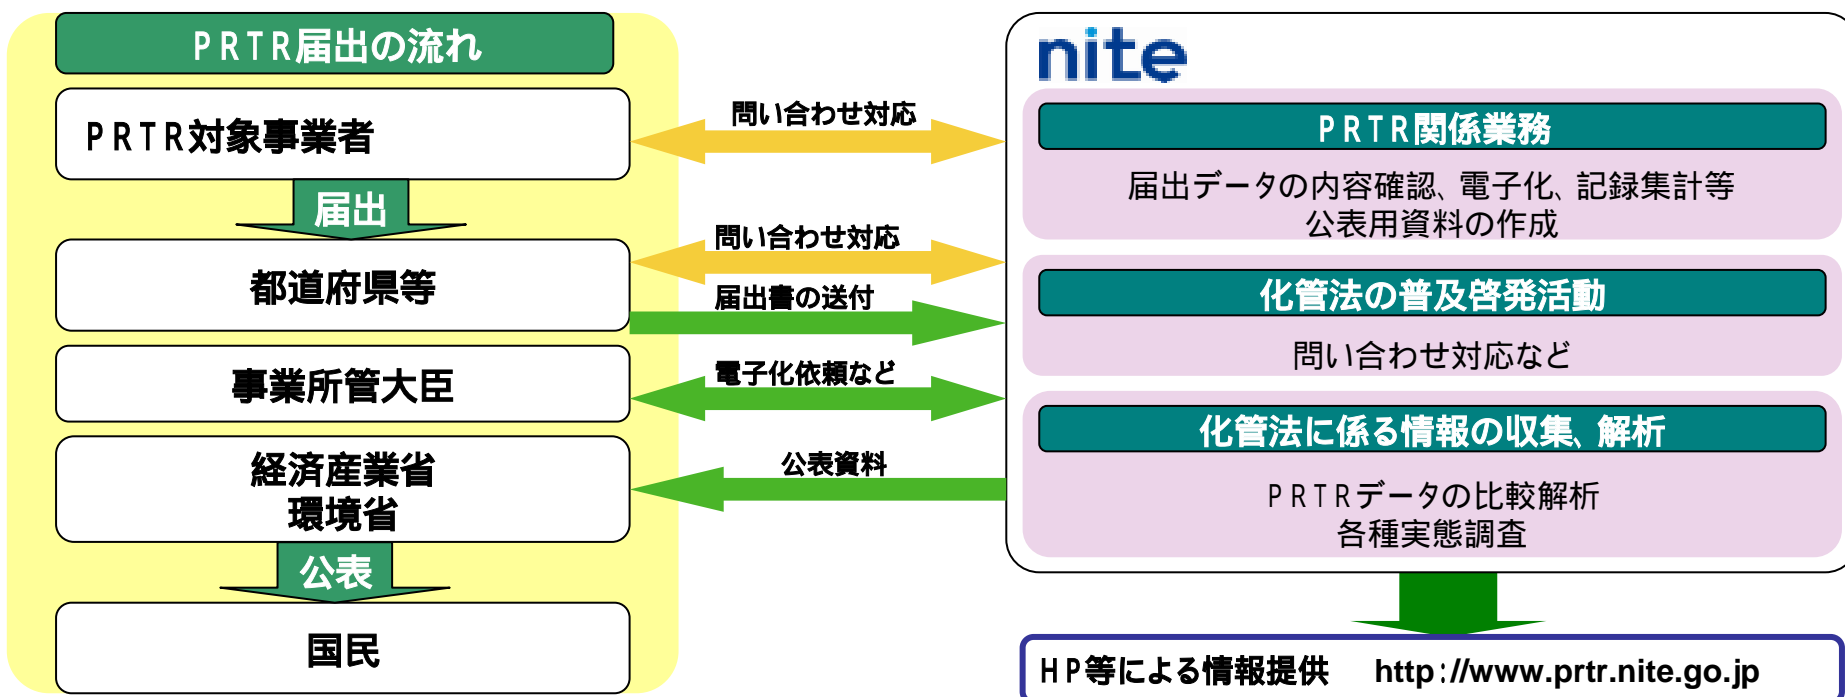 PRTR届出の流れ
PRTR対象事業者
届出
都道府県等
事業所管大臣
経済産業省
環境省
公表
国民
問い合わせ対応
問い合わせ対応
届出書の送付
電子化依頼など
公表資料
nite
PRTR関係業務
届出データの内容確認、電子化、記録集計等
公表用資料の作成
化管法の普及啓発活動
問い合わせ対応など
化管法に係る情報の収集、解析
PRTRデータの比較解析
各種実態調査
HP等による情報提供 http://www.prtr.nite.go.jp